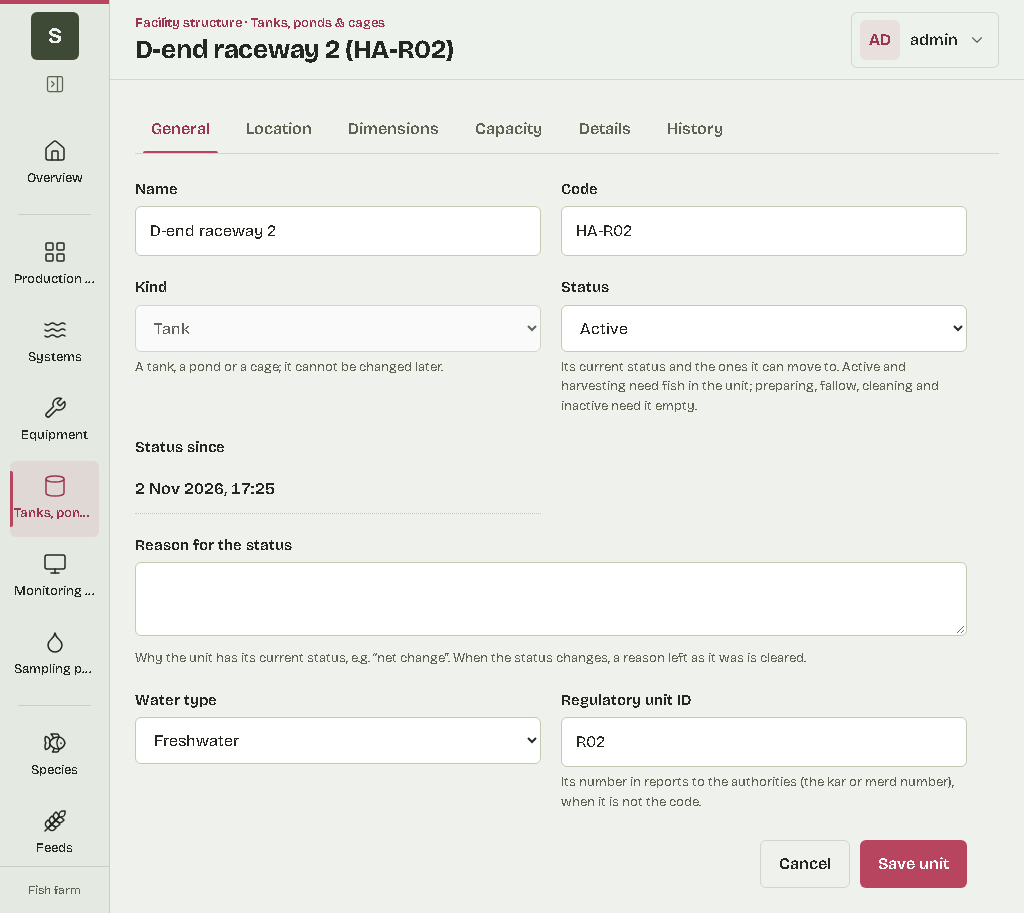 S
Facility structure · Tanks, ponds & cages
D-end raceway 2 (HA-R02)
AD admin
Overview
Production ...
Systems
Equipment
Tanks, pon...
Monitoring ...
Sampling p...
Species
Feeds
Fish farm
General Location Dimensions Capacity Details History
Name Code
D-end raceway 2 HA-R02
Kind Status
Tank Active
A tank, a pond or a cage; it cannot be changed later.
Its current status and the ones it can move to. Active and
harvesting need fish in the unit; preparing, fallow, cleaning and
inactive need it empty.
Status since
2 Nov 2026, 17:25
Reason for the status
Why the unit has its current status, e.g. “net change”. When the status changes, a reason left as it was is cleared.
Water type Regulatory unit ID
Freshwater R02
Its number in reports to the authorities (the kar or merd number),
when it is not the code.
Cancel Save unit